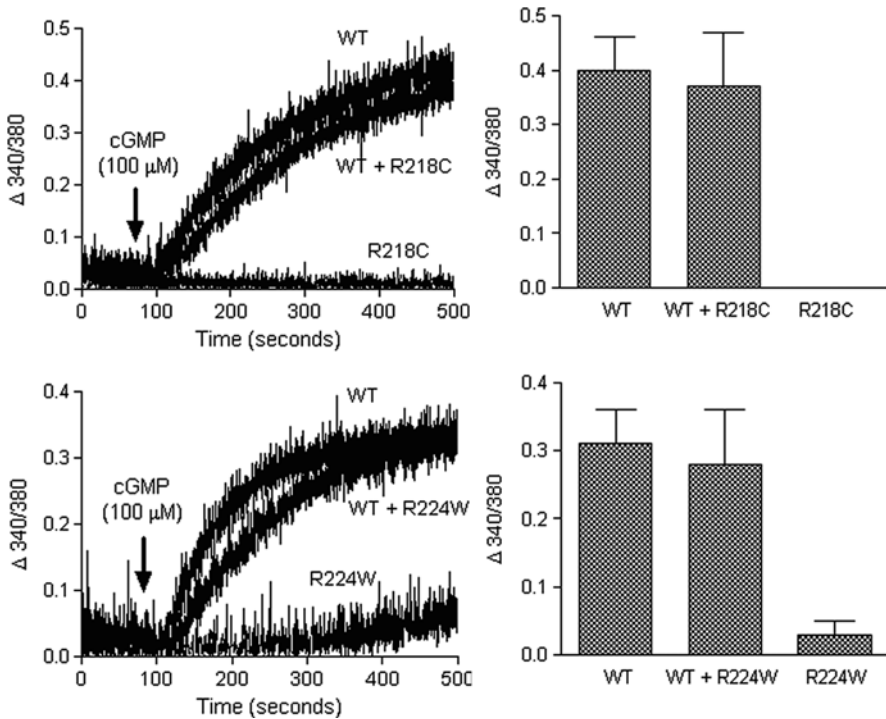 0.5
0.4
0.3
0.2
0.1
0.0
Δ 340/380
cGMP
(100 µM)
WT
WT + R218C
R218C
0 100 200 300 400 500
Time (seconds)
0.5
0.4
0.3
0.2
0.1
0.0
Δ 340/380
WT WT + R218C R218C
0.4
0.3
0.2
0.1
0.0
Δ 340/380
cGMP
(100 µM)
WT
WT + R224W
R224W
0 100 200 300 400 500
Time (seconds)
0.4
0.3
0.2
0.1
0.0
Δ 340/380
WT WT + R224W R224W